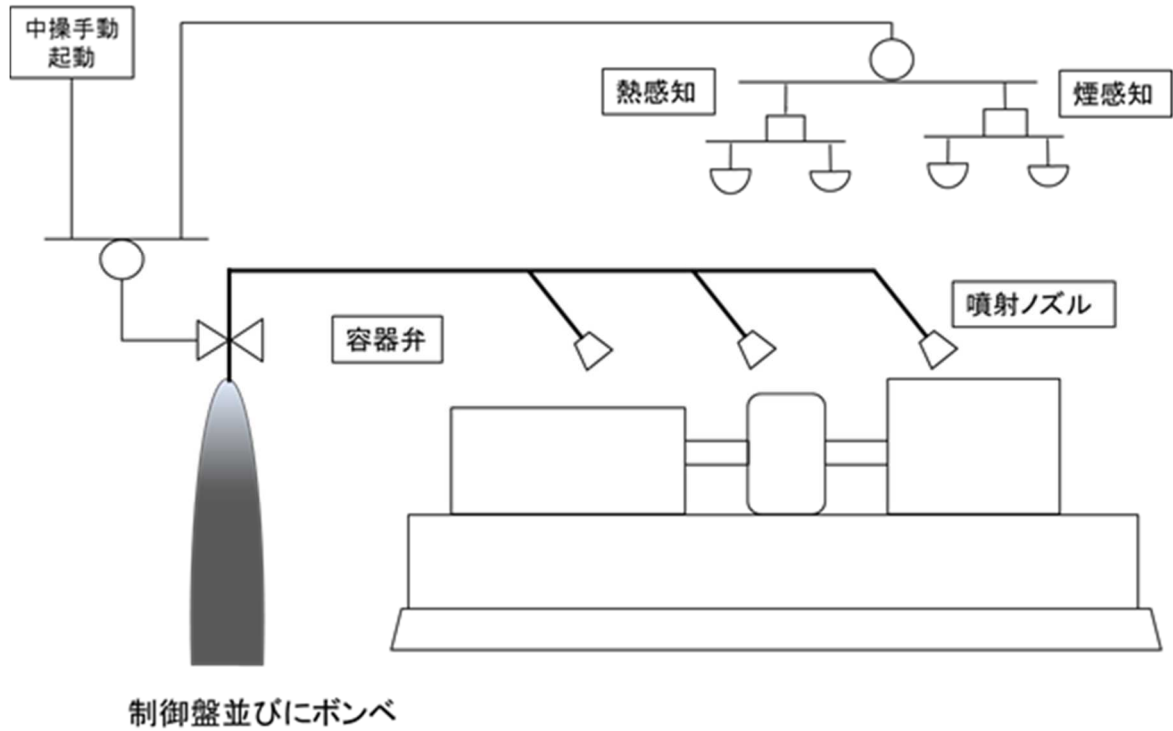 中操手動
起動
熱感知
煙感知
噴射ノズル
容器弁
制御盤並びにボンベ